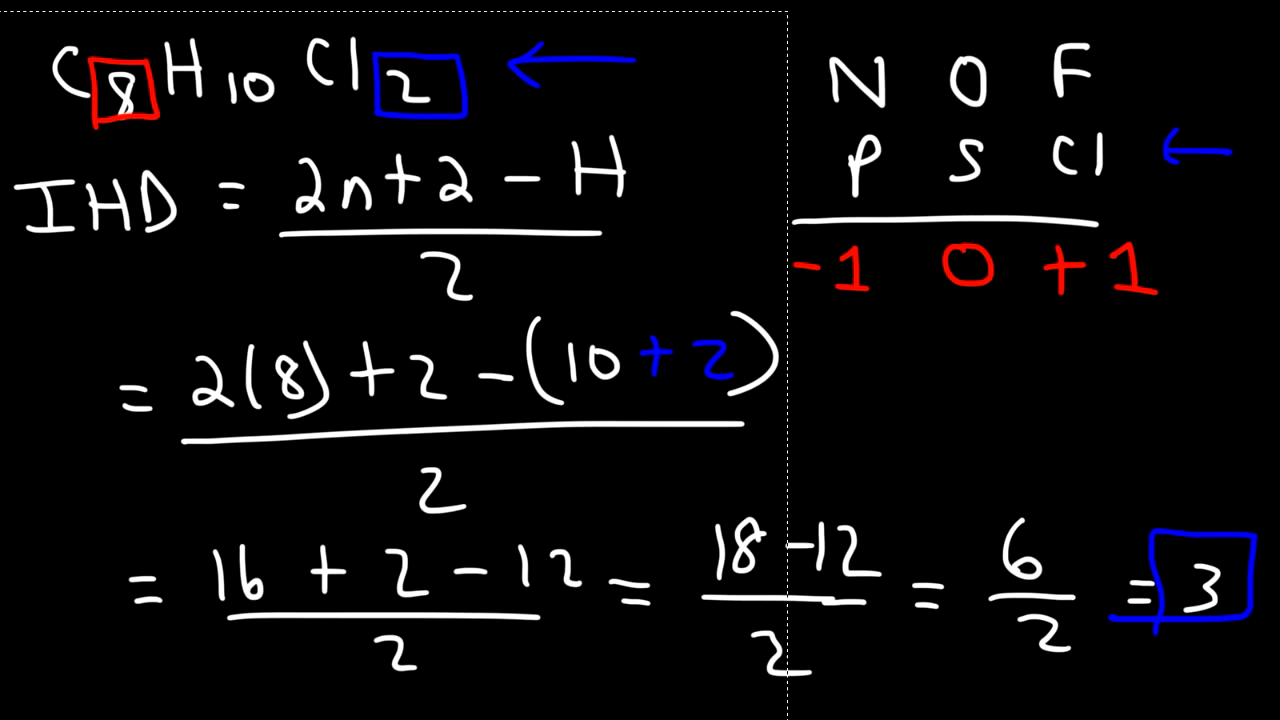 C8H10Cl2
N O F
P S Cl
-1 0 +1
IHD = 2n+2-H
2
= 2(8)+2-(10+2)
2
= 16+2-12 = 18-12 = 6 = 3
2 2 2